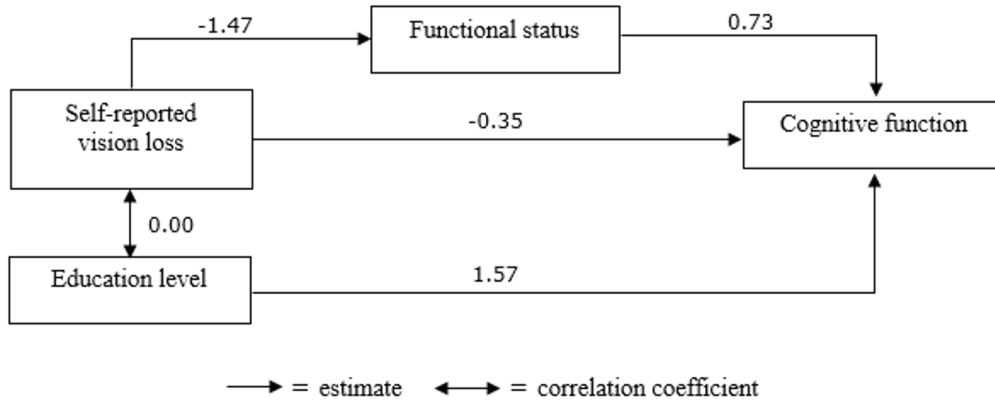 -1.47
Functional status
0.73
Self-reported
vision loss
-0.35
Cognitive function
0.00
Education level
1.57
= estimate
= correlation coefficient